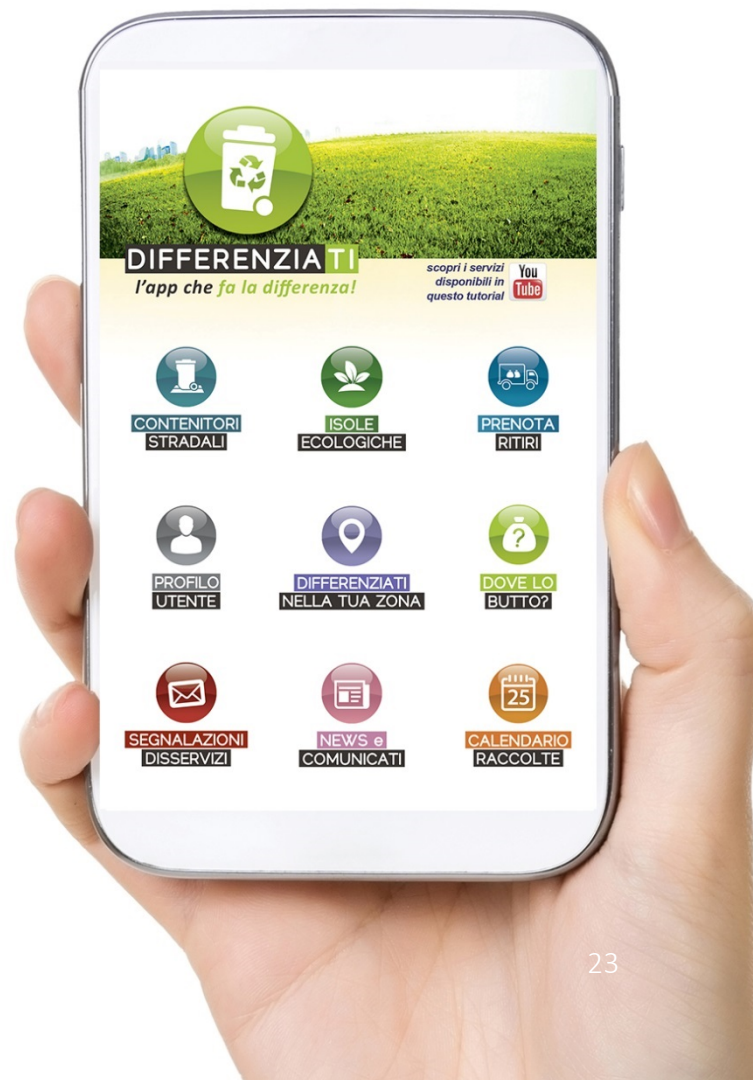 DIFFERENZIATI
l'app che fa la differenza!
scopri i servizi
disponibili in
questo tutorial
You
Tube
CONTENITORI
STRADALI
ISOLE
ECOLOGICHE
PRENOTA
RITIRI
PROFILO
UTENTE
DIFFERENZIATI
NELLA TUA ZONA
?
DOVE LO
BUTTO?
SEGNALAZIONI
DISSERVIZI
NEWS e
COMUNICATI
25
CALENDARIO
RACCOLTE
23